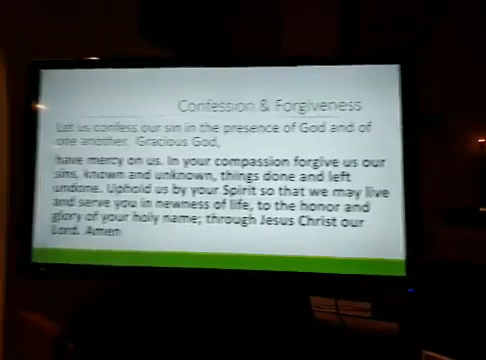 Confession & Forgiveness
Let us confess our sin in the presence of God and of
one another. Gracious God,
have mercy on us. In your compassion forgive us our
sins, known and unknown, things done and left
undone. Uphold us by your Spirit so that we may live
and serve you in newness of life, to the honor and
glory of your holy name; through Jesus Christ our
Lord. Amen